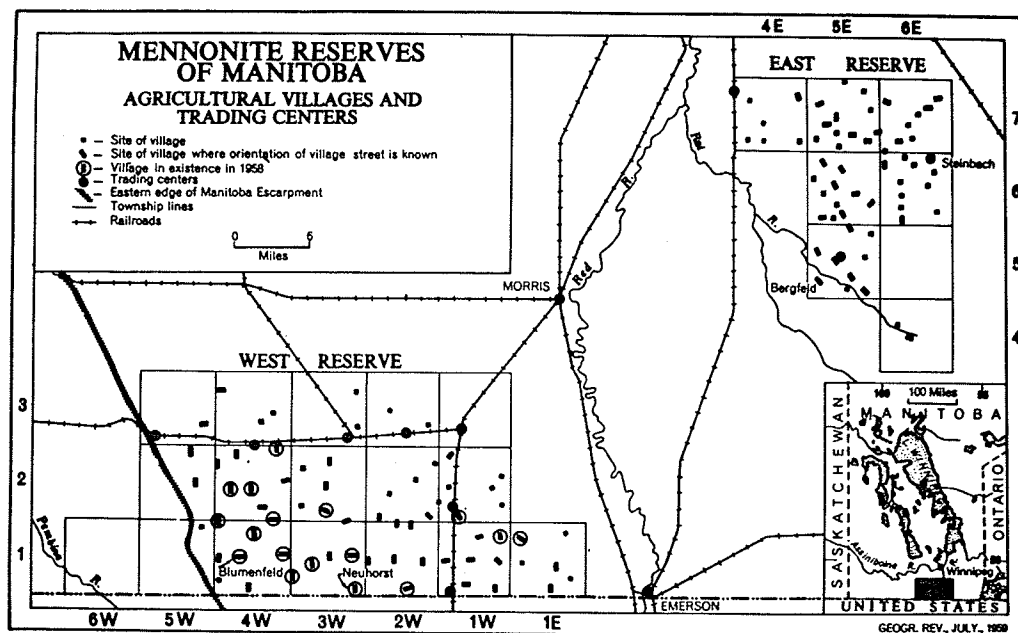 MENNONITE RESERVES
OF MANITOBA
AGRICULTURAL VILLAGES AND
TRADING CENTERS
Site of village
Site of village where orientation of village street is known
Village in existence in 1958
Trading centers
Eastern edge of Manitoba Escarpment
Township lines
Railroads
0 6
Miles
4E 5E 6E
EAST RESERVE
7
Steinbach
6
5
4
Rat
R.
Bergfeld
R.
Red
MORRIS
WEST RESERVE
3
2
1
Pembina
R.
Blumenfeld
Neuhorst
EMERSON
6W 5W 4W 3W 2W 1W 1E
100 Miles
100
MANITOBA
SASKATCHEWAN
ONTARIO
Assiniboine
R.
Winnipeg
UNITED STATES
GEOGR. REV., JULY, 1959